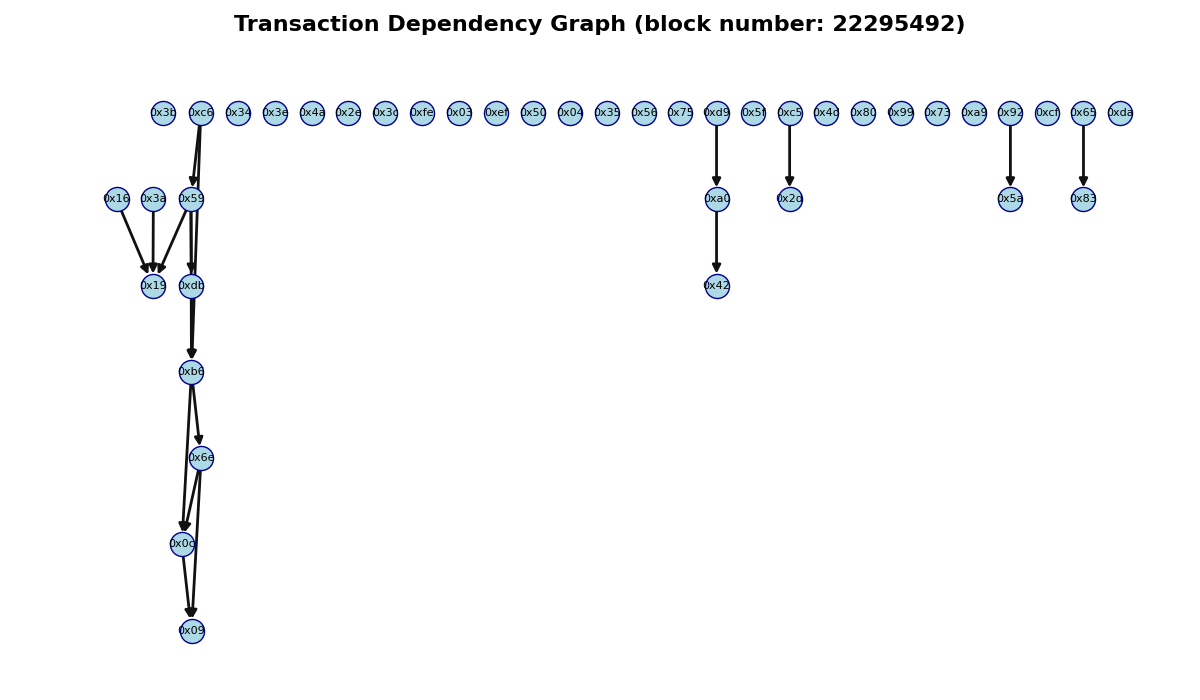 Transaction Dependency Graph (block number: 22295492)
0x3b 0xc6 0x34 0x3e 0x4a 0x2e 0x3c 0xfe 0x03 0xef 0x50 0x04 0x35 0x56 0x75 0xd9 0x5f 0xc5 0x4d 0x80 0x99 0x73 0xa9 0x92 0xcf 0x65 0xda
0x16 0x3a 0x59 0xa0 0x2d 0x5a 0x83
0x19 0xdb 0x42
0xb6
0x6e
0x0c
0x09